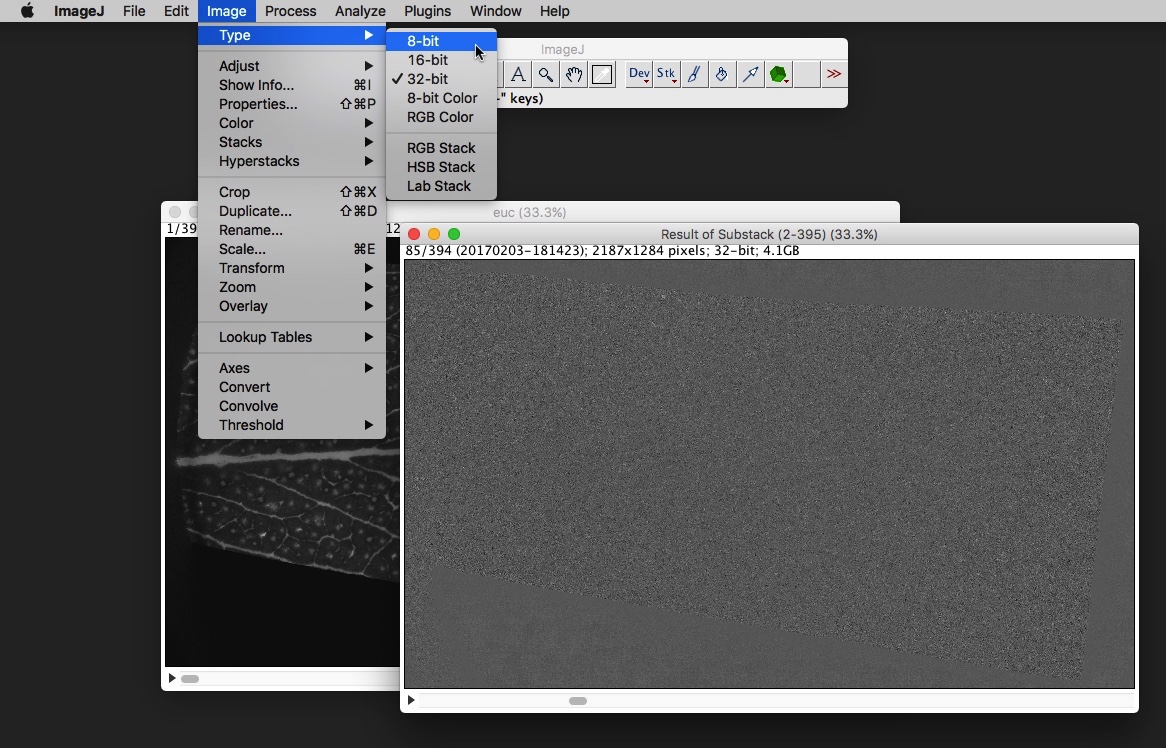 ImageJ File Edit Image Process Analyze Plugins Window Help
Type
Adjust
Show Info... ⌘I
Properties... ⇧⌘P
Color
Stacks
Hyperstacks
Crop ⇧⌘X
Duplicate... ⇧⌘D
Rename...
Scale... ⌘E
Transform
Zoom
Overlay
Lookup Tables
Axes
Convert
Convolve
Threshold
8-bit
16-bit
✓ 32-bit
8-bit Color
RGB Color
RGB Stack
HSB Stack
Lab Stack
ImageJ
A Dev Stk >>
-" keys)
euc (33.3%)
1/39 12
Result of Substack (2-395) (33.3%)
85/394 (20170203-181423); 2187x1284 pixels; 32-bit; 4.1GB